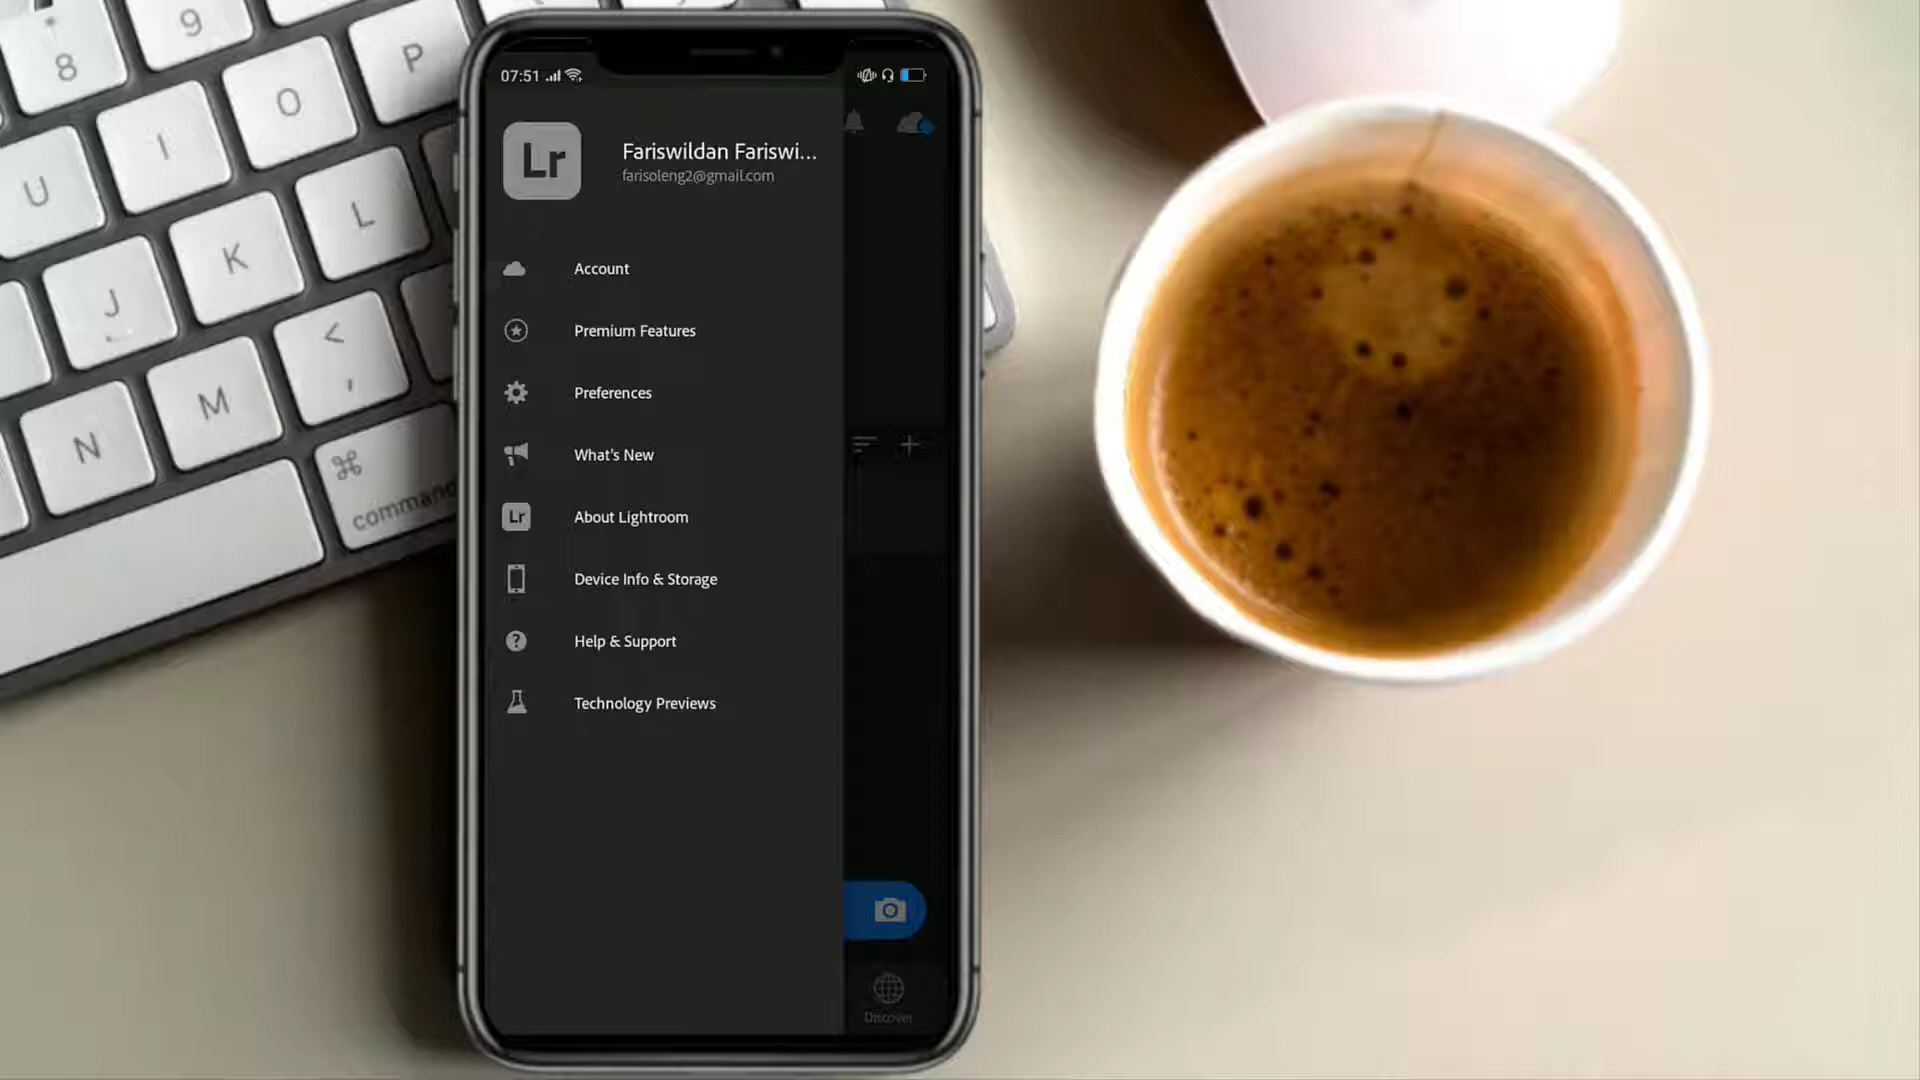 *
8
9
P
O
I
U
L
K
J
<
,
M
N
⌘
command
07:51
Lr
Fariswildan Fariswi...
farisoleng2@gmail.com
Account
Premium Features
Preferences
What's New
Lr
About Lightroom
Device Info & Storage
Help & Support
Technology Previews
Discover